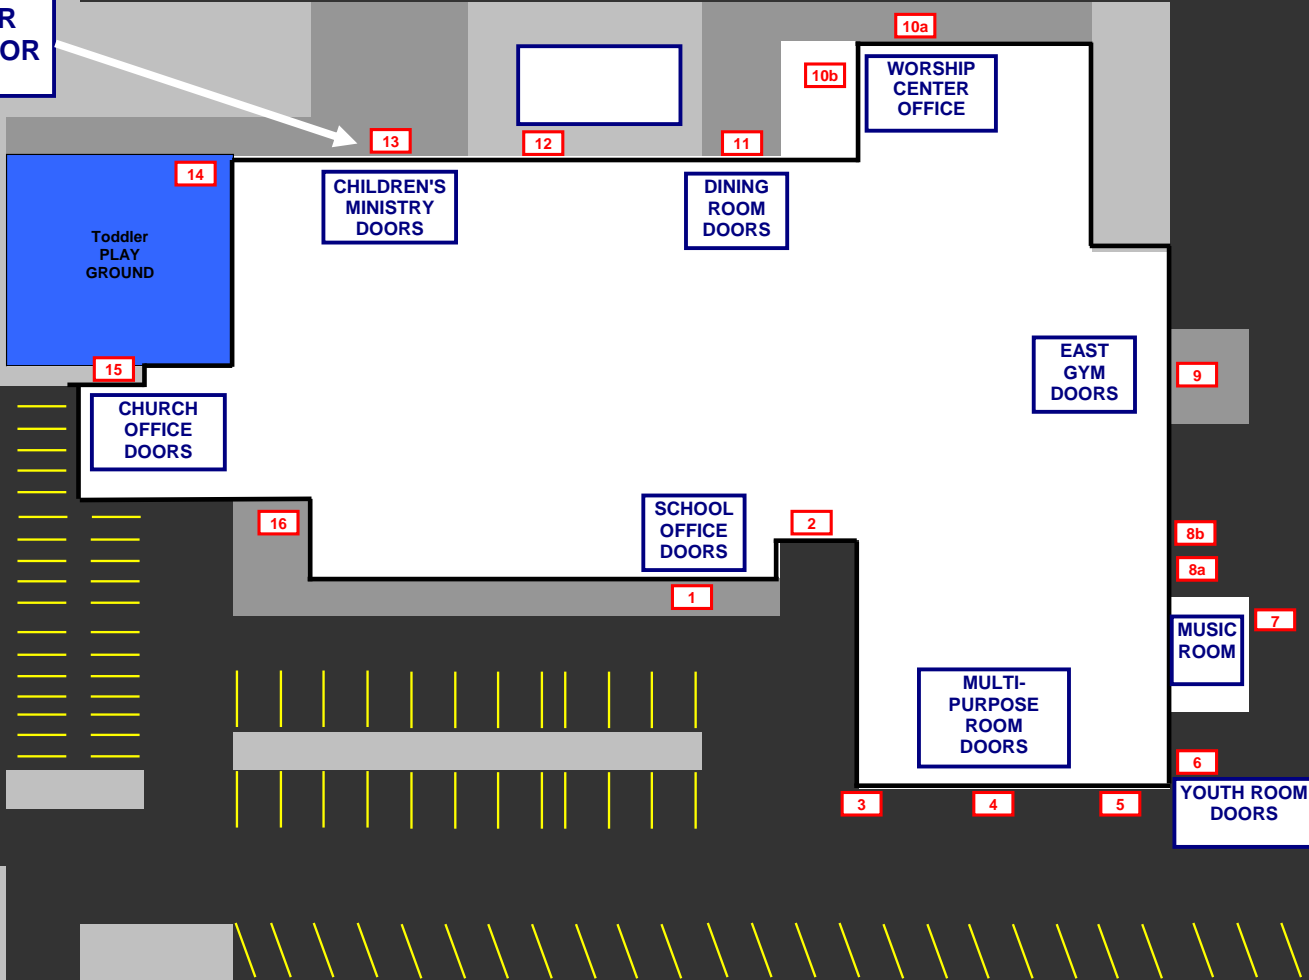 R
OR
10a
10b
WORSHIP
CENTER
OFFICE
13
12
11
14
CHILDREN'S
MINISTRY
DOORS
DINING
ROOM
DOORS
Toddler
PLAY
GROUND
15
CHURCH
OFFICE
DOORS
EAST
GYM
DOORS
9
16
SCHOOL
OFFICE
DOORS
2
8b
8a
1
7
MUSIC
ROOM
MULTI-
PURPOSE
ROOM
DOORS
6
3
4
5
YOUTH ROOM
DOORS